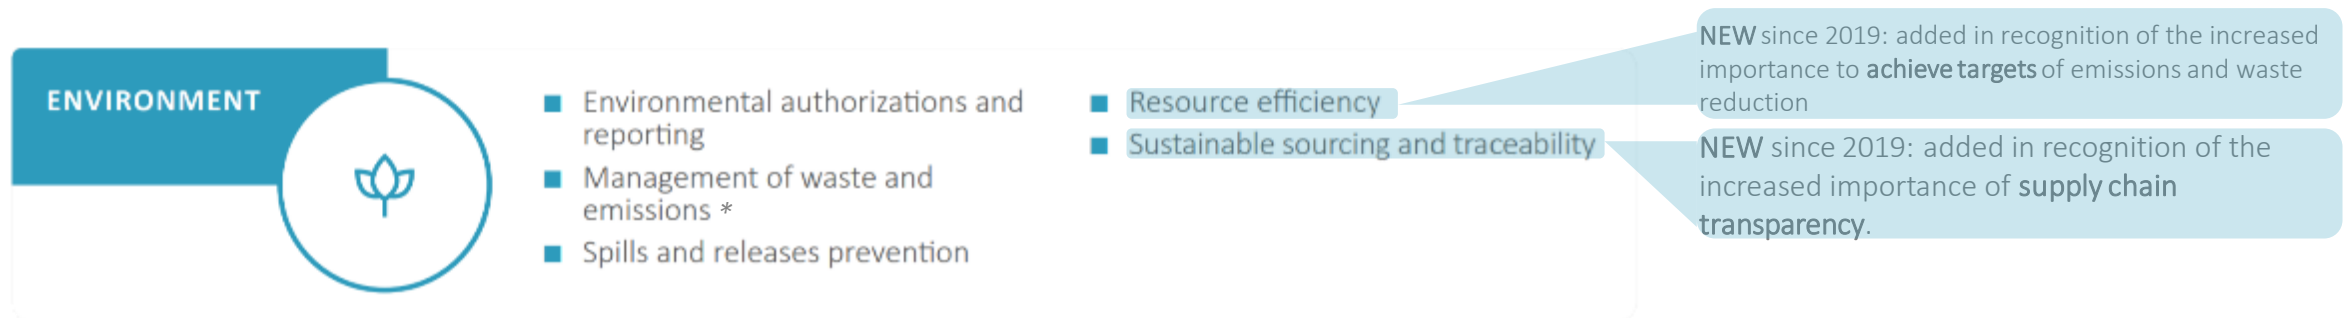 ENVIRONMENT
Environmental authorizations and
reporting
Management of waste and
emissions *
Spills and releases prevention
Resource efficiency
Sustainable sourcing and traceability
NEW since 2019: added in recognition of the increased
importance to achieve targets of emissions and waste
reduction
NEW since 2019: added in recognition of the
increased importance of supply chain
transparency.